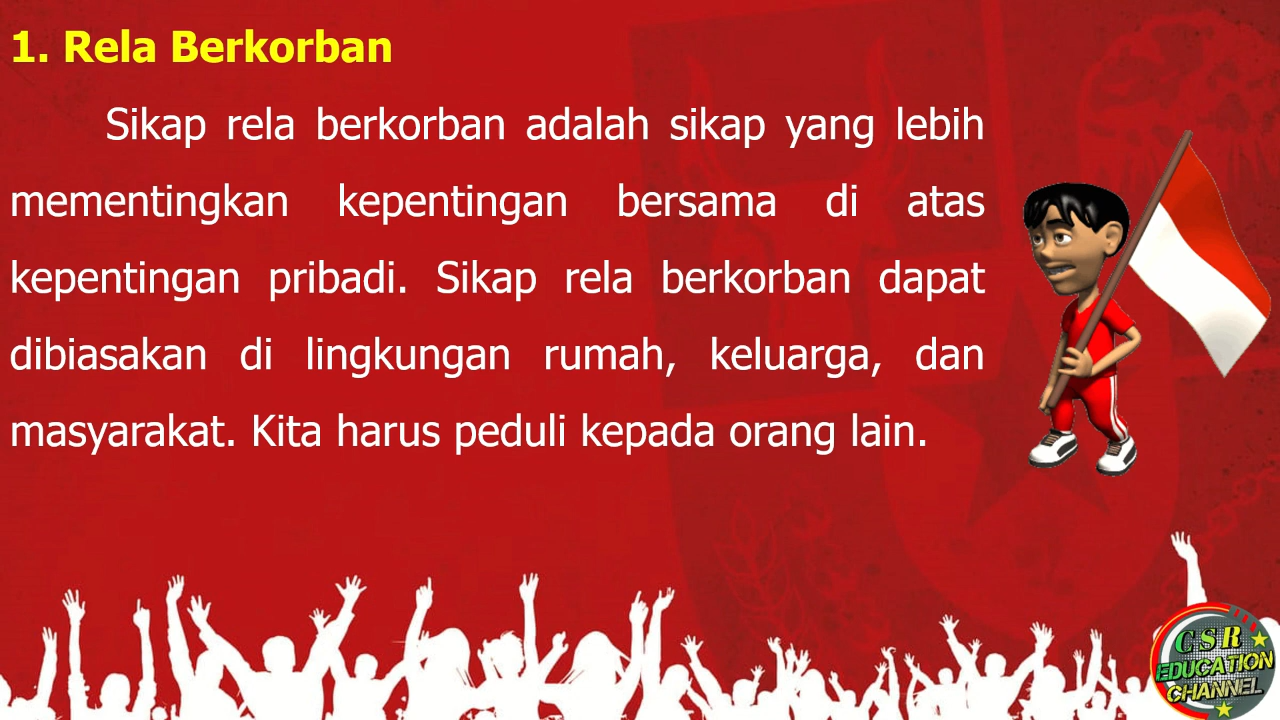 1. Rela Berkorban
Sikap rela berkorban adalah sikap yang lebih
mementingkan kepentingan bersama di atas
kepentingan pribadi. Sikap rela berkorban dapat
dibiasakan di lingkungan rumah, keluarga, dan
masyarakat. Kita harus peduli kepada orang lain.
CSR
EDUCATION
CHANNEL